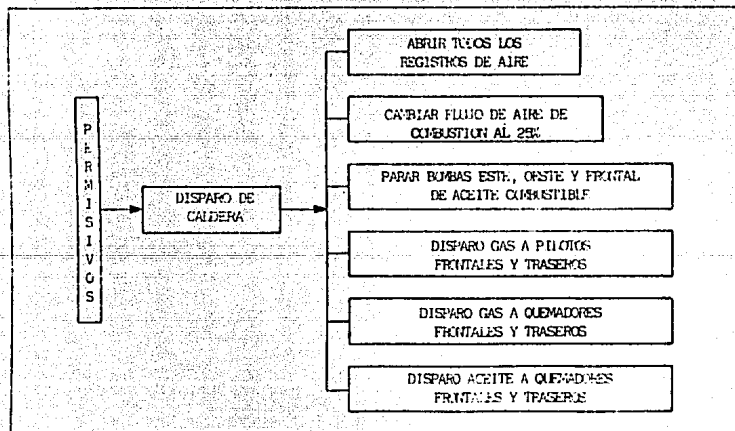 ABRIR TODOS LOS
REGISTROS DE AIRE
CAMBIAR FLUJO DE AIRE DE
COMBUSTION AL 25%
PARAR BOMBAS ESTE, OESTE Y FRONTAL
DE ACEITE COMBUSTIBLE
PERMISIVOS
DISPARO DE
CALDERA
DISPARO GAS A PILOTOS
FRONTALES Y TRASEROS
DISPARO GAS A QUEMADORES
FRONTALES Y TRASEROS
DISPARO ACEITE A QUEMADORES
FRONTALES Y TRASEROS